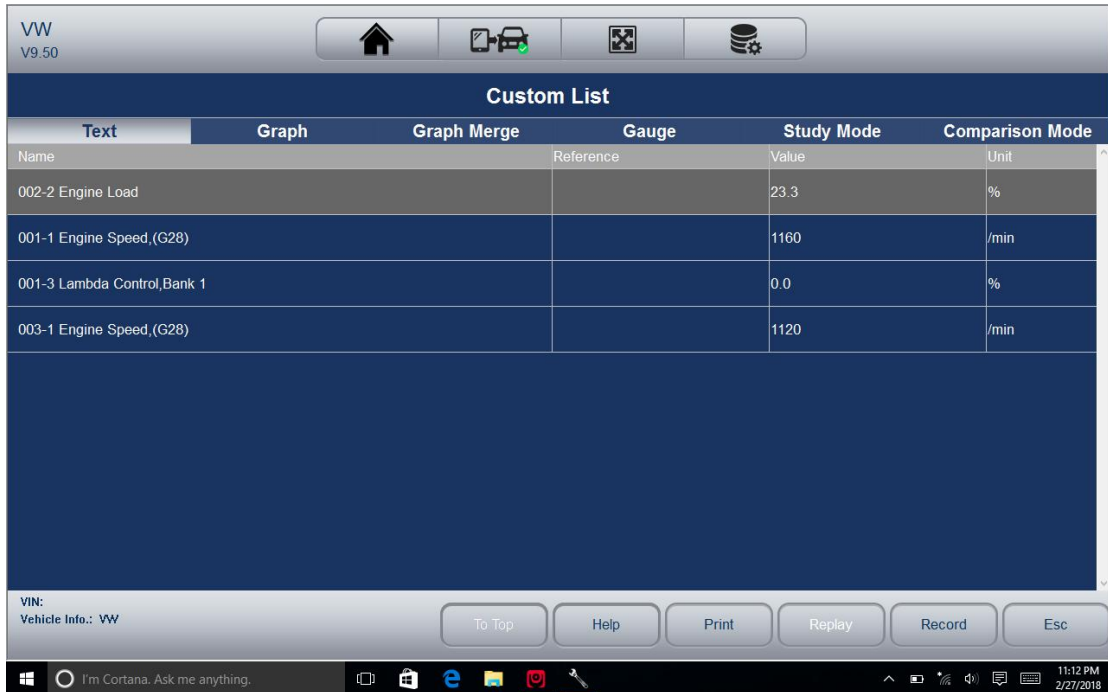 VW
V9.50
Custom List
Text Graph Graph Merge Gauge Study Mode Comparison Mode
Name Reference Value Unit
002-2 Engine Load 23.3 %
001-1 Engine Speed,(G28) 1160 /min
001-3 Lambda Control,Bank 1 0.0 %
003-1 Engine Speed,(G28) 1120 /min
VIN:
Vehicle Info.: VW
To Top Help Print Replay Record Esc
I'm Cortana. Ask me anything.
11:12 PM
2/27/2018